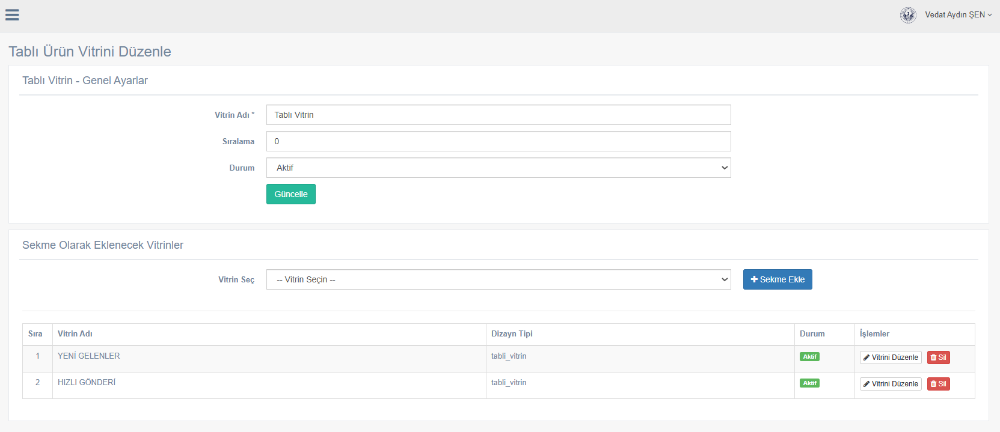 Vedat Aydın ŞEN
Tablı Ürün Vitrini Düzenle
Tablı Vitrin - Genel Ayarlar
Vitrin Adı * Tablı Vitrin
Sıralama 0
Durum Aktif
Güncelle
Sekme Olarak Eklenecek Vitrinler
Vitrin Seç -- Vitrin Seçin -- Sekme Ekle
Sıra Vitrin Adı Dizayn Tipi Durum İşlemler
1 YENİ GELENLER tabli_vitrin Aktif Vitrini Düzenle Sil
2 HIZLI GÖNDERİ tabli_vitrin Aktif Vitrini Düzenle Sil